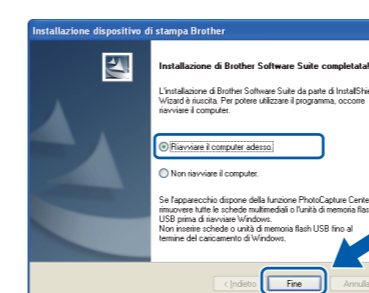 Installazione dispositivo di stampa Brother
Installazione di Brother Software Suite completata!
L'installazione di Brother Software Suite da parte di InstallShie
Wizard è riuscita. Per potere utilizzare il programma, occorre
riavviare il computer.
Riavviare il computer adesso.
Non riavviare il computer.
Se l'apparecchio dispone della funzione PhotoCapture Cente
rimuovere tutte le schede multimediali o l'unità di memoria flas
USB prima di riavviare Windows.
Non inserire schede o unità di memoria flash USB fino al
termine del caricamento di Windows.
< Indietro Fine Annulla